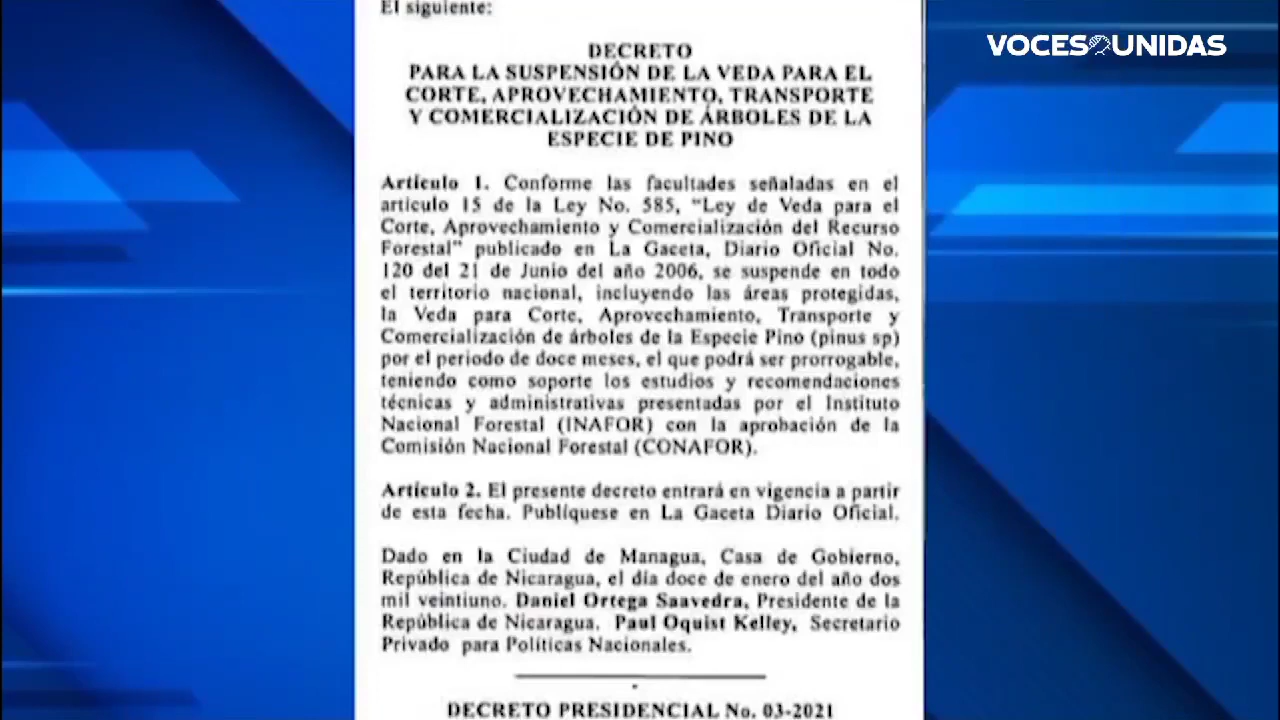 El siguiente:
VOCES UNIDAS
DECRETO
PARA LA SUSPENSIÓN DE LA VEDA PARA EL
CORTE, APROVECHAMIENTO, TRANSPORTE
Y COMERCIALIZACIÓN DE ÁRBOLES DE LA
ESPECIE DE PINO
Artículo 1. Conforme las facultades señaladas en el
artículo 15 de la Ley No. 585, “Ley de Veda para el
Corte, Aprovechamiento y Comercialización del Recurso
Forestal” publicado en La Gaceta, Diario Oficial No.
120 del 21 de Junio del año 2006, se suspende en todo
el territorio nacional, incluyendo las áreas protegidas,
la Veda para Corte, Aprovechamiento, Transporte y
Comercialización de árboles de la Especie Pino (pinus sp)
por el periodo de doce meses, el que podrá ser prorrogable,
teniendo como soporte los estudios y recomendaciones
técnicas y administrativas presentadas por el Instituto
Nacional Forestal (INAFOR) con la aprobación de la
Comisión Nacional Forestal (CONAFOR).
Artículo 2. El presente decreto entrará en vigencia a partir
de esta fecha. Publíquese en La Gaceta Diario Oficial.
Dado en la Ciudad de Managua, Casa de Gobierno,
República de Nicaragua, el día doce de enero del año dos
mil veintiuno. Daniel Ortega Saavedra, Presidente de la
República de Nicaragua. Paul Oquist Kelley, Secretario
Privado para Políticas Nacionales.
DECRETO PRESIDENCIAL No. 03-2021